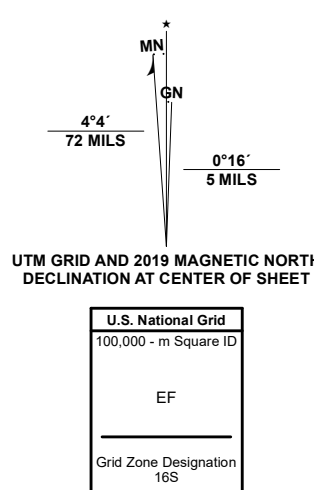 MN
GN
4°4´
72 MILS
0°16´
5 MILS
UTM GRID AND 2019 MAGNETIC NORTH
DECLINATION AT CENTER OF SHEET
U.S. National Grid
100,000 - m Square ID
EF
Grid Zone Designation
16S